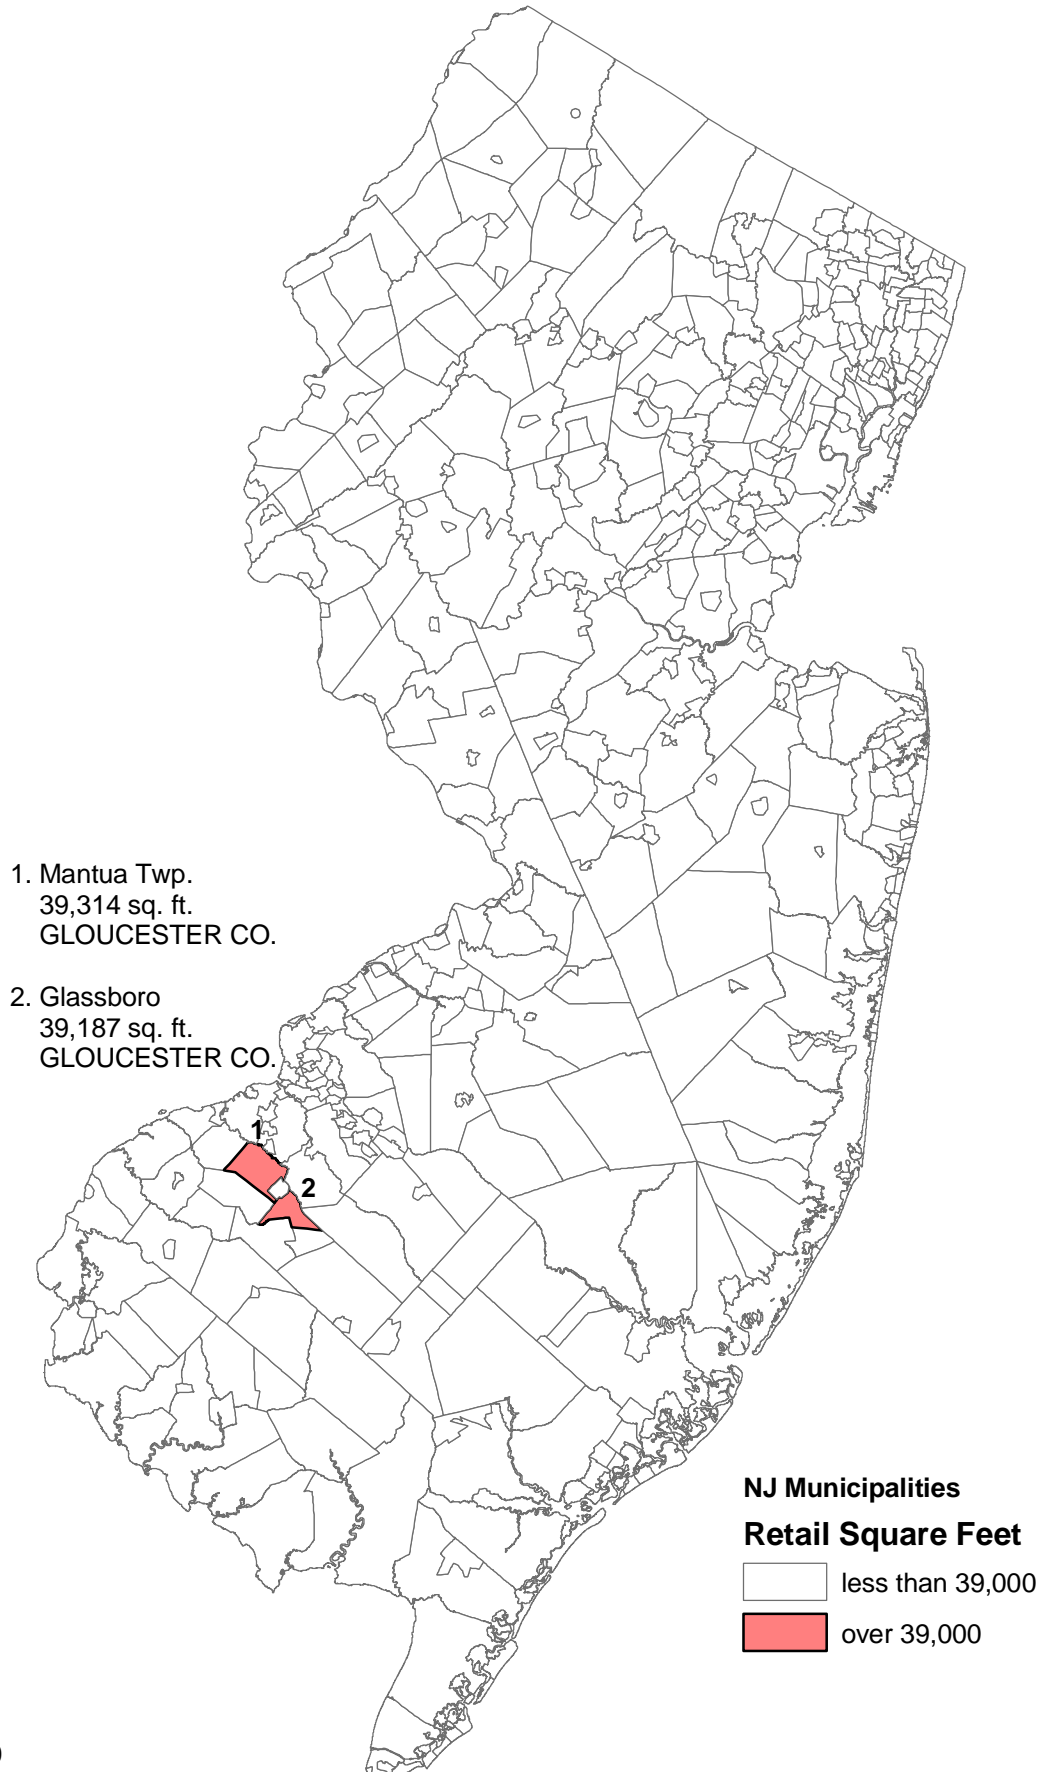 1. Mantua Twp.
39,314 sq. ft.
GLOUCESTER CO.
2. Glassboro
39,187 sq. ft.
GLOUCESTER CO.
1
2
NJ Municipalities
Retail Square Feet
less than 39,000
over 39,000